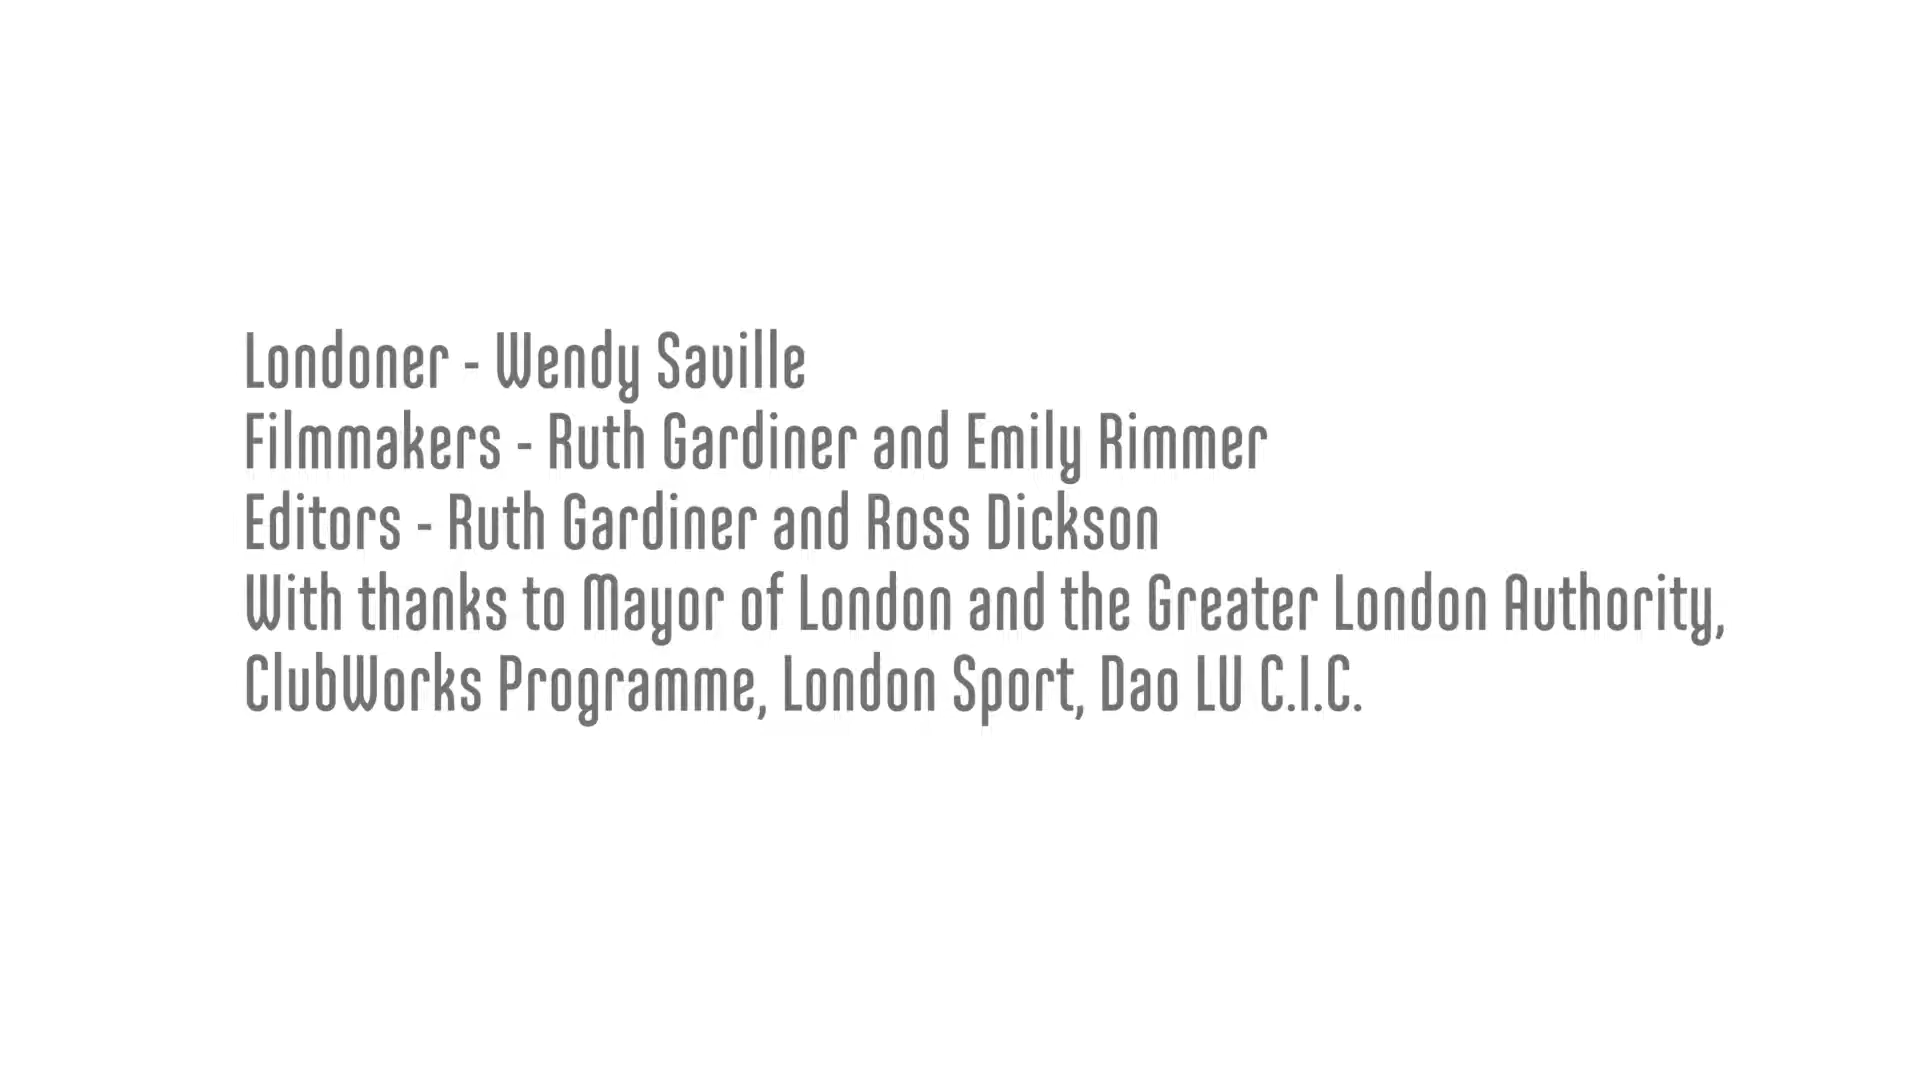 Londoner - Wendy Saville
Filmmakers - Ruth Gardiner and Emily Rimmer
Editors - Ruth Gardiner and Ross Dickson
With thanks to Mayor of London and the Greater London Authority,
ClubWorks Programme, London Sport, Dao LU C.I.C.